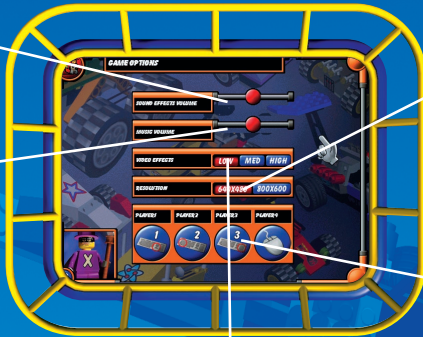 GAME OPTIONS
SOUND EFFECTS VOLUME
MUSIC VOLUME
VIDEO EFFECTS LOW MED HIGH
RESOLUTION 640X480 800X600
PLAYER1 PLAYER2 PLAYER3 PLAYER4
1 2 3